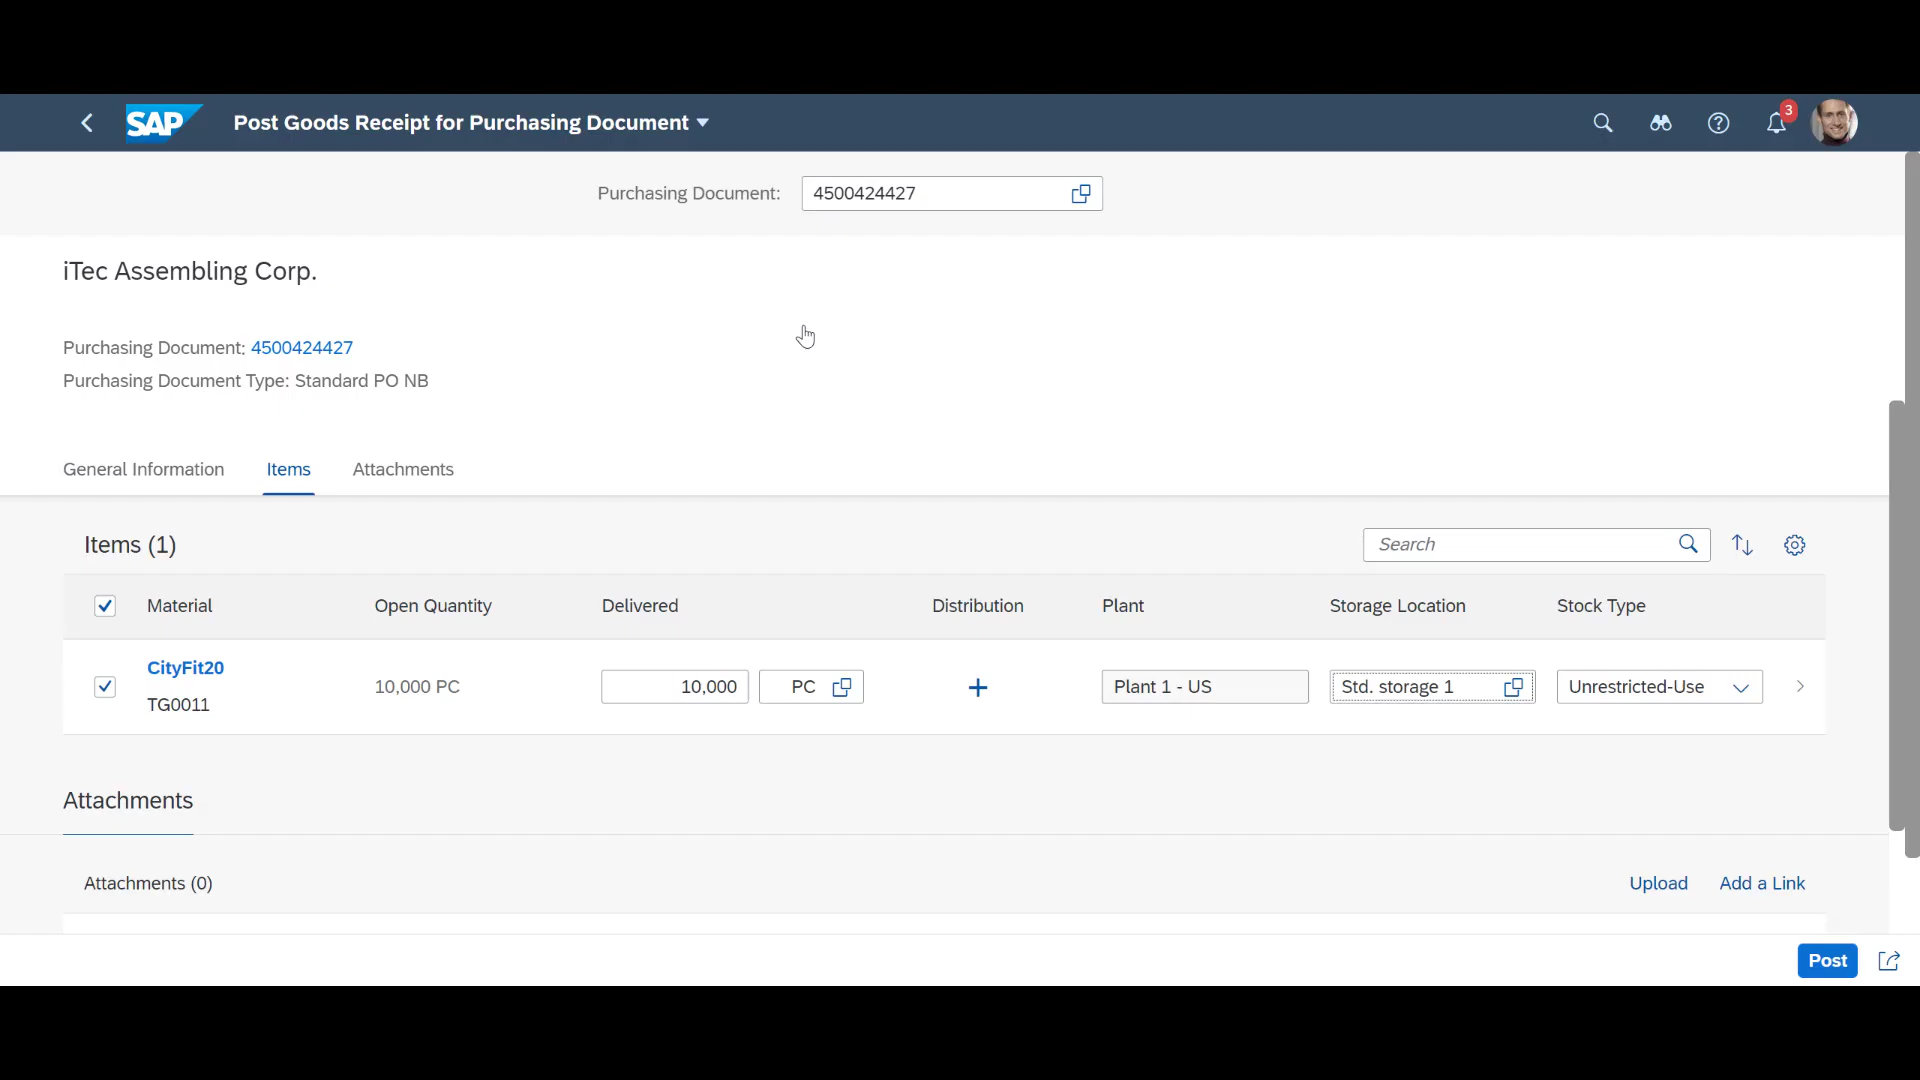 SAP
Post Goods Receipt for Purchasing Document
3
Purchasing Document: 4500424427
iTec Assembling Corp.
Purchasing Document: 4500424427
Purchasing Document Type: Standard PO NB
General Information Items Attachments
Items (1)
Search
Material Open Quantity Delivered Distribution Plant Storage Location Stock Type
CityFit20
TG0011
10,000 PC 10,000 PC Plant 1 - US Std. storage 1 Unrestricted-Use
Attachments
Attachments (0) Upload Add a Link
Post